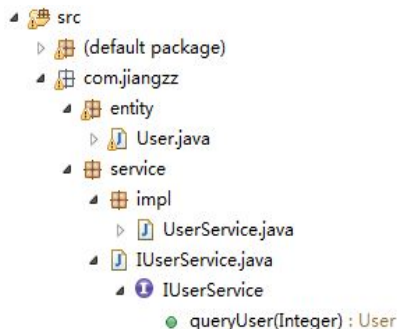 src
(default package)
com.jiangzz
entity
User.java
service
impl
UserService.java
IUserService.java
IUserService
queryUser(Integer) : User